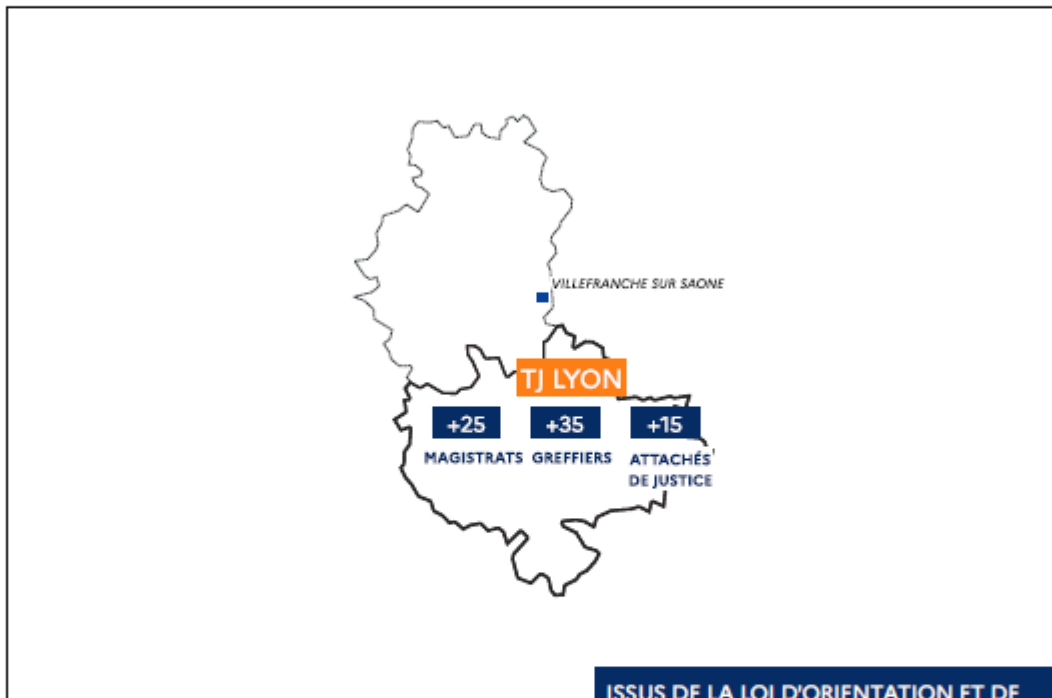 VILLEFRANCHE SUR SAONE
TJ LYON
+25 +35 +15
MAGISTRATS GREFFIERS ATTACHÉS
DE JUSTICE
ISSUS DE LA LOI D'ORIENTATION ET DE